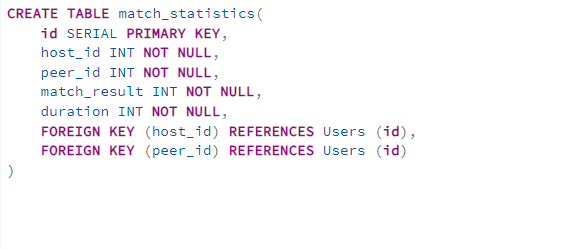 CREATE TABLE match_statistics(
    id SERIAL PRIMARY KEY,
    host_id INT NOT NULL,
    peer_id INT NOT NULL,
    match_result INT NOT NULL,
    duration INT NOT NULL,
    FOREIGN KEY (host_id) REFERENCES Users (id),
    FOREIGN KEY (peer_id) REFERENCES Users (id)
)